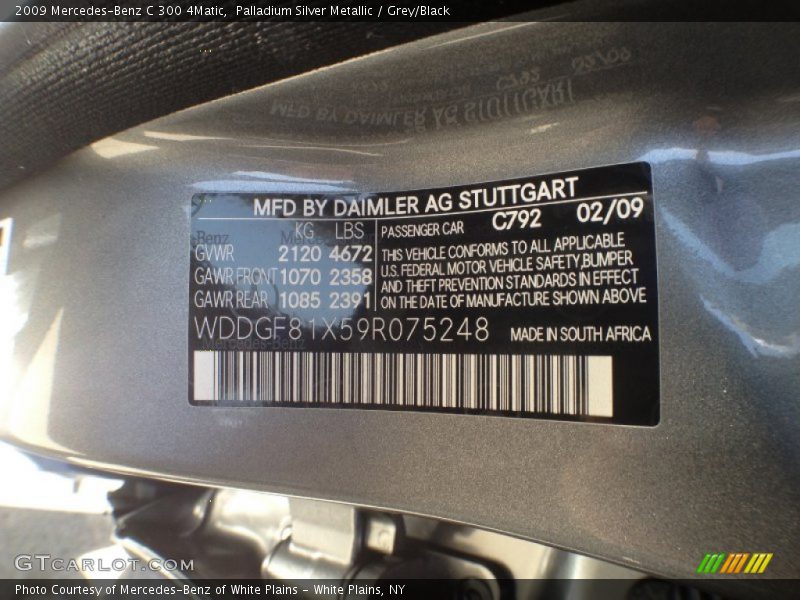 2009 Mercedes-Benz C 300 4Matic, Palladium Silver Metallic / Grey/Black
MFD BY DAIMLER AG STUTTGART
KG LBS
GVWR 2120 4672
GAWR FRONT 1070 2358
GAWR REAR 1085 2391
PASSENGER CAR C792 02/09
THIS VEHICLE CONFORMS TO ALL APPLICABLE
U.S. FEDERAL MOTOR VEHICLE SAFETY,BUMPER
AND THEFT PREVENTION STANDARDS IN EFFECT
ON THE DATE OF MANUFACTURE SHOWN ABOVE
WDDGF81X59R075248 MADE IN SOUTH AFRICA
GTCarlot.com
Photo Courtesy of Mercedes-Benz of White Plains - White Plains, NY